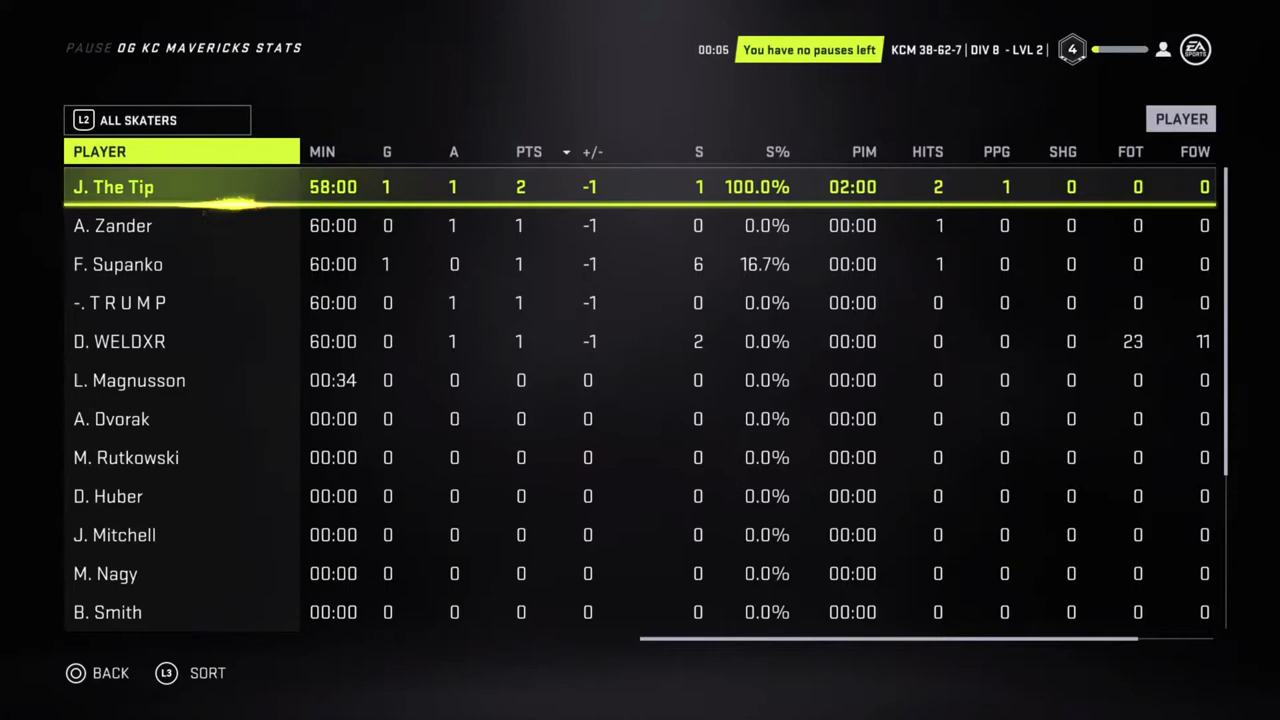 PAUSE OG KC MAVERICKS STATS
00:05 You have no pauses left KCM 38-62-7 | DIV 8 - LVL 2 | 4 EA SPORTS
L2 ALL SKATERS
PLAYER
PLAYER MIN G A PTS +/- S S% PIM HITS PPG SHG FOT FOW
J. The Tip 58:00 1 1 2 -1 1 100.0% 02:00 2 1 0 0 0
A. Zander 60:00 0 1 1 -1 0 0.0% 00:00 1 0 0 0 0
F. Supanko 60:00 1 0 1 -1 6 16.7% 00:00 1 0 0 0 0
-. T R U M P 60:00 0 1 1 -1 0 0.0% 00:00 0 0 0 0 0
D. WELDXR 60:00 0 1 1 -1 2 0.0% 00:00 0 0 0 23 11
L. Magnusson 00:34 0 0 0 0 0 0.0% 00:00 0 0 0 0 0
A. Dvorak 00:00 0 0 0 0 0 0.0% 00:00 0 0 0 0 0
M. Rutkowski 00:00 0 0 0 0 0 0.0% 00:00 0 0 0 0 0
D. Huber 00:00 0 0 0 0 0 0.0% 00:00 0 0 0 0 0
J. Mitchell 00:00 0 0 0 0 0 0.0% 00:00 0 0 0 0 0
M. Nagy 00:00 0 0 0 0 0 0.0% 00:00 0 0 0 0 0
B. Smith 00:00 0 0 0 0 0 0.0% 00:00 0 0 0 0 0
BACK L3 SORT